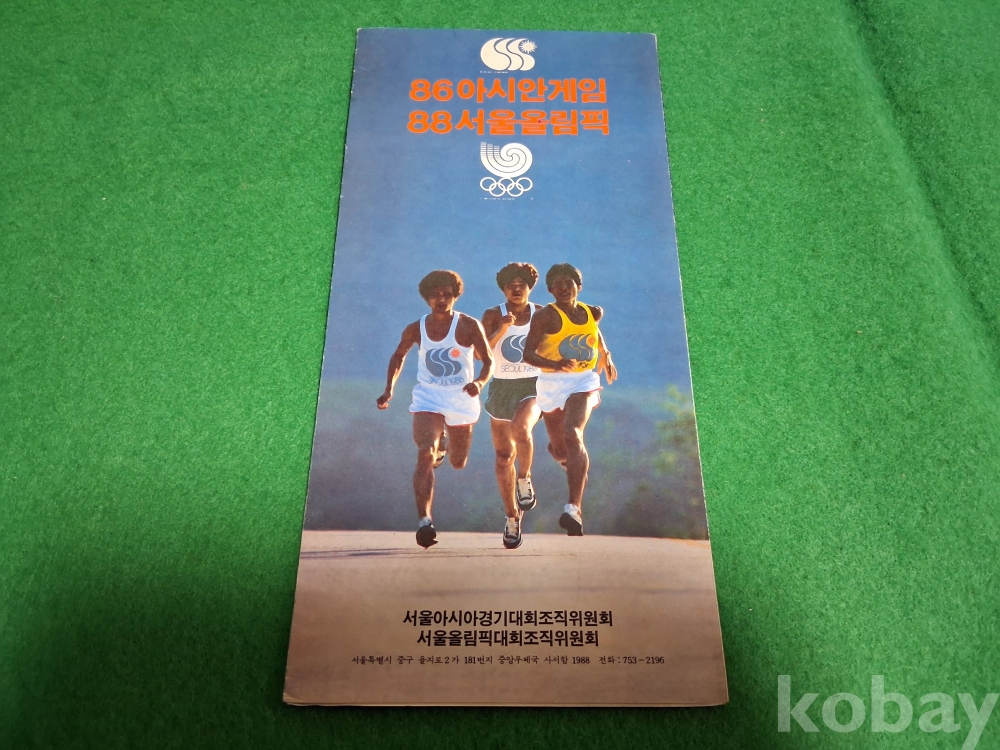 86아시안게임
88서울올림픽
SEOUL1986
SEOUL1986
서울아시아경기대회조직위원회
서울올림픽대회조직위원회
서울특별시 중구 을지로2가 181번지 중앙우체국 사서함 1988 전화 : 753-2196
kobay